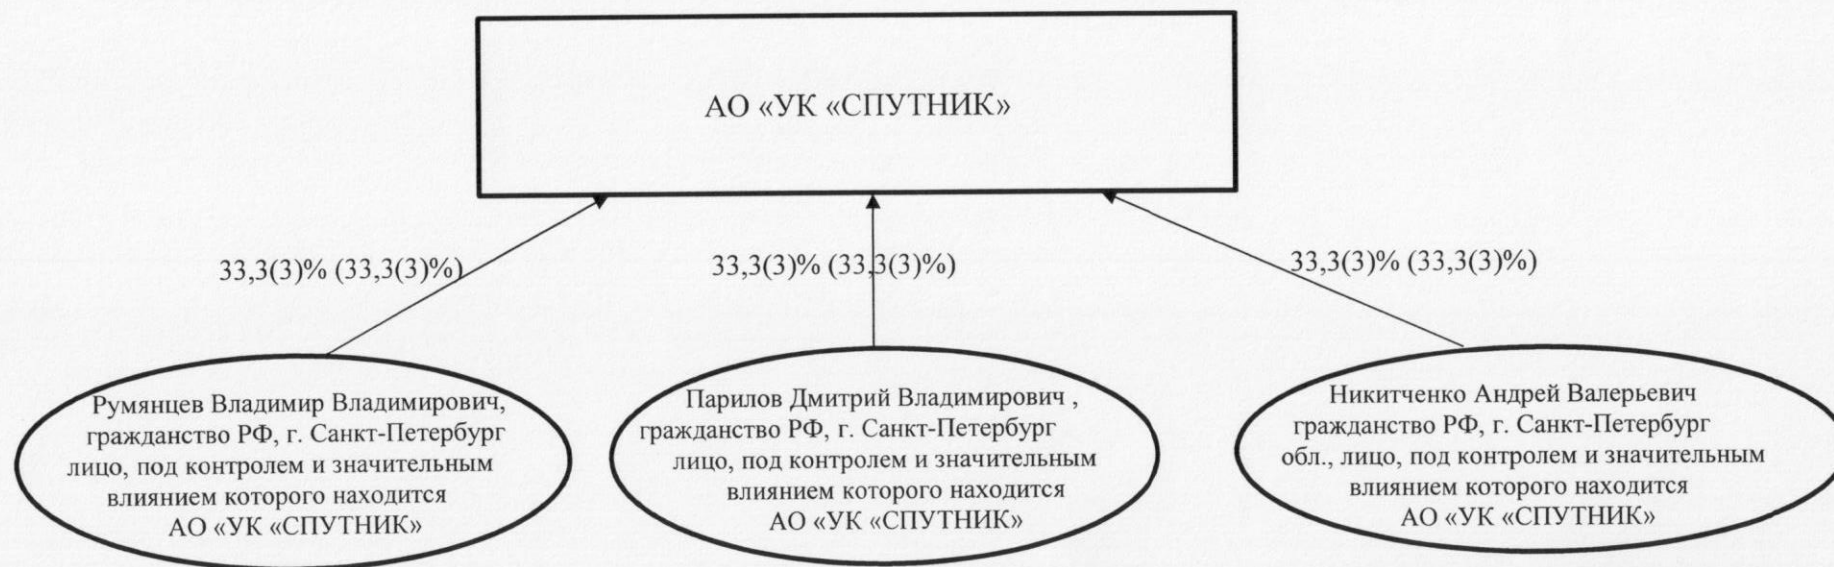 АО «УК «СПУТНИК»
33,3(3)% (33,3(3)%)
33,3(3)% (33,3(3)%)
33,3(3)% (33,3(3)%)
Румянцев Владимир Владимирович,
гражданство РФ, г. Санкт-Петербург
лицо, под контролем и значительным
влиянием которого находится
АО «УК «СПУТНИК»
Парилов Дмитрий Владимирович ,
гражданство РФ, г. Санкт-Петербург
лицо, под контролем и значительным
влиянием которого находится
АО «УК «СПУТНИК»
Никитченко Андрей Валерьевич
гражданство РФ, г. Санкт-Петербург
обл., лицо, под контролем и значительным
влиянием которого находится
АО «УК «СПУТНИК»